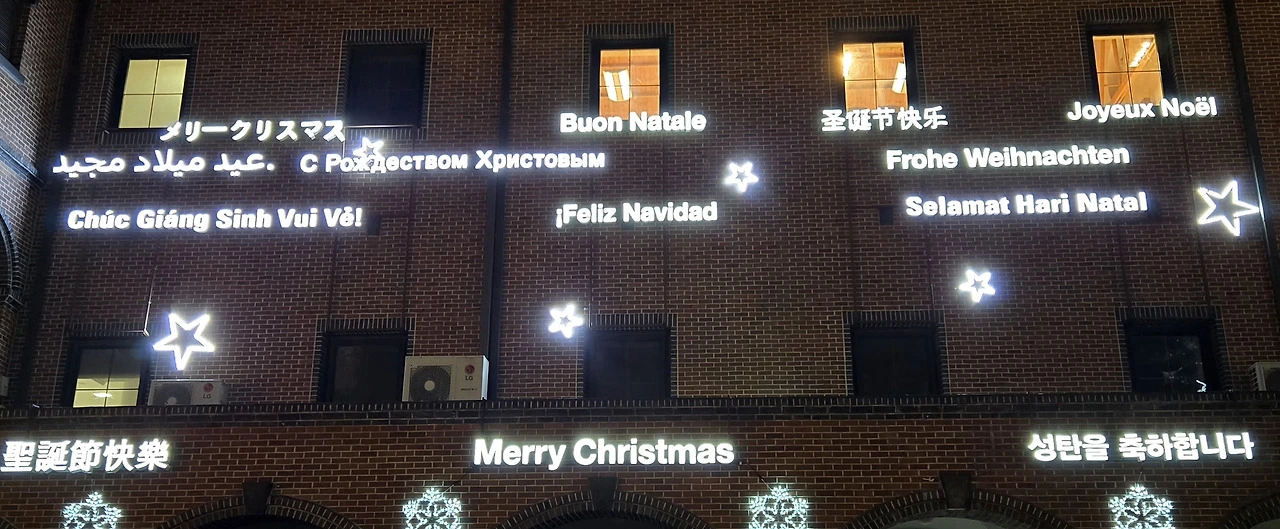 メリークリスマス
Buon Natale
圣诞节快乐
Joyeux Noël
عيد ميلاد مجيد.
С Рождеством Христовым
Frohe Weihnachten
Chúc Giáng Sinh Vui Vẻ!
¡Feliz Navidad
Selamat Hari Natal
LG
LG
聖誕節快樂
Merry Christmas
성탄을 축하합니다